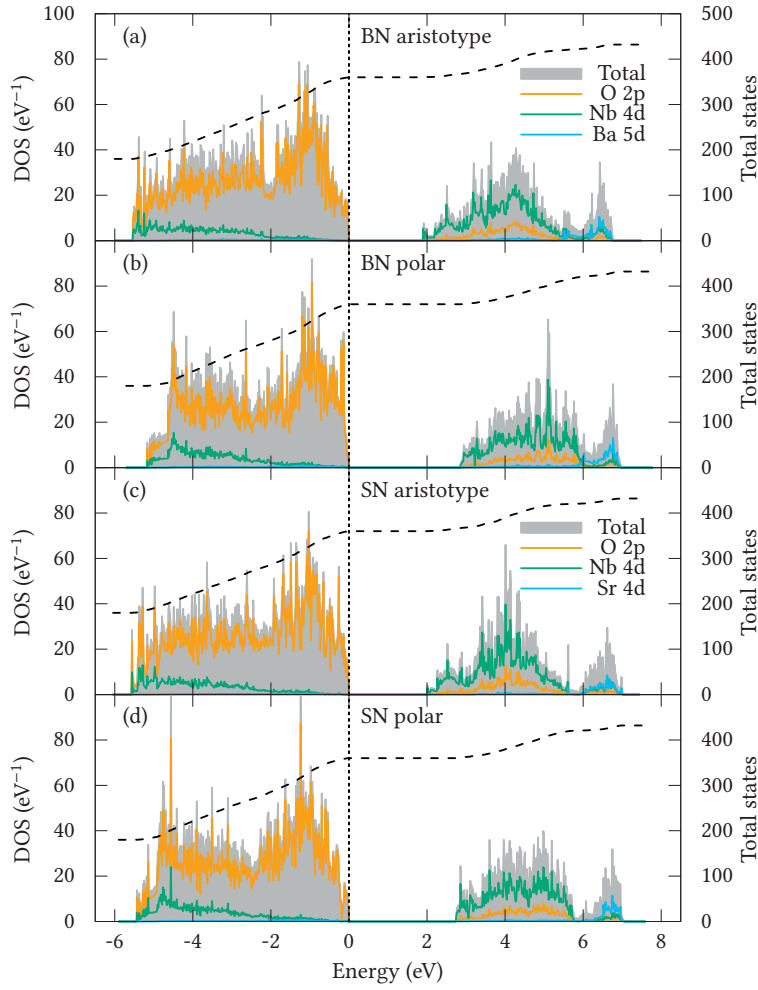 100 (a) BN aristotype 500
80 400
Total
O 2p
Nb 4d
Ba 5d
60 300
40 200
20 100
0 0
DOS (eV−1) Total states
(b) BN polar
80 400
60 300
40 200
20 100
0 0
DOS (eV−1) Total states
(c) SN aristotype
80 400
Total
O 2p
Nb 4d
Sr 4d
60 300
40 200
20 100
0 0
DOS (eV−1) Total states
(d) SN polar
80 400
60 300
40 200
20 100
0 0
DOS (eV−1) Total states
-6 -4 -2 0 2 4 6 8
Energy (eV)